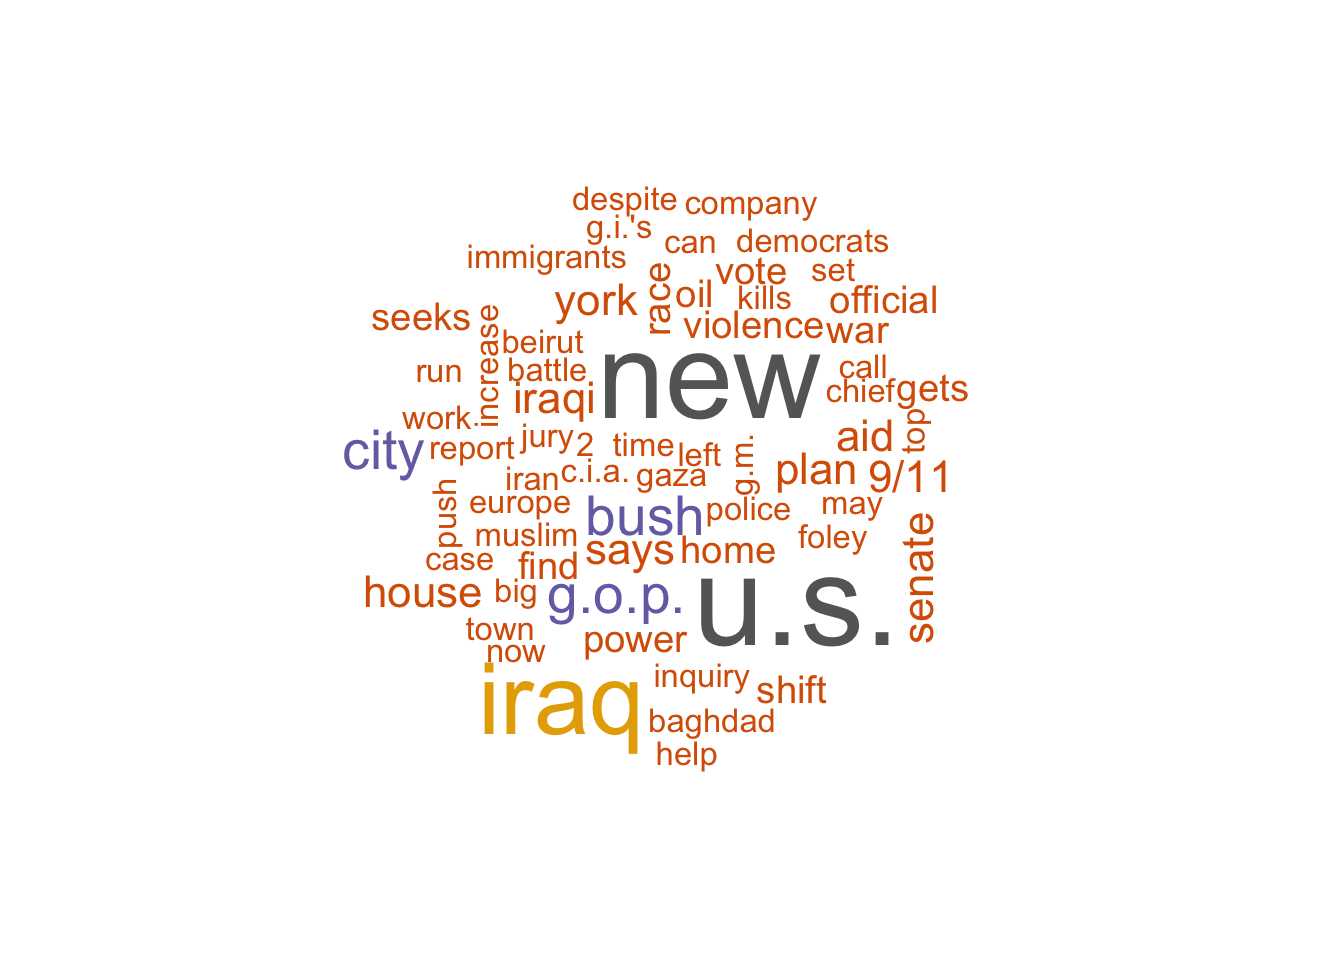 despite company
g.i.'s can democrats
immigrants race vote set
york oil kills official
seeks increase beirut violence war
run battle new call
iraqi chief gets
work top
city report jury 2 time left g.m. aid
iran c.i.a. gaza plan 9/11
push europe bush police may
muslim foley
case find says home senate
house big g.o.p. u.s.
town power
now
iraq inquiry shift
baghdad
help